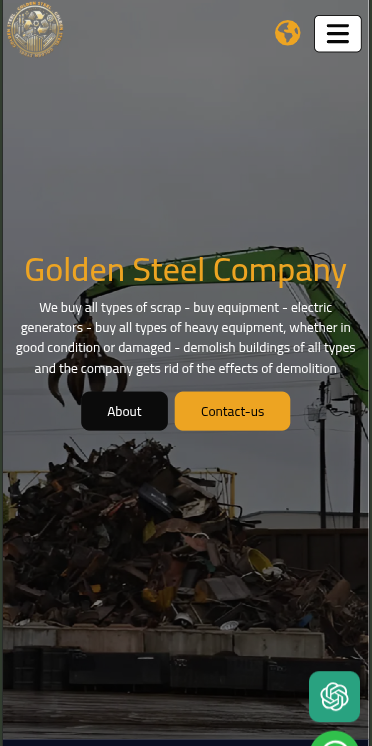 Golden Steel Company
We buy all types of scrap - buy equipment - electric
generators - buy all types of heavy equipment, whether in
good condition or damaged - demolish buildings of all types
and the company gets rid of the effects of demolition
About
Contact-us